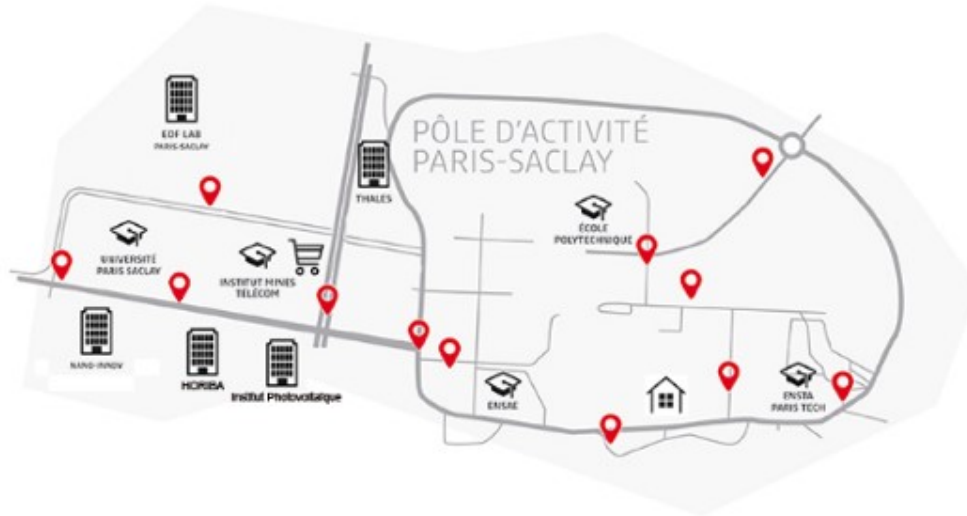 PÔLE D'ACTIVITÉ
PARIS-SACLAY
EDF LAB
PARIS-SACLAY
THALES
ÉCOLE
POLYTECHNIQUE
UNIVERSITÉ
PARIS SACLAY
INSTITUT MINES
TÉLÉCOM
NANO-INNOV
HORIBA
Institut Photovoltaïque
ENSAE
ENSTA
PARIS TECH